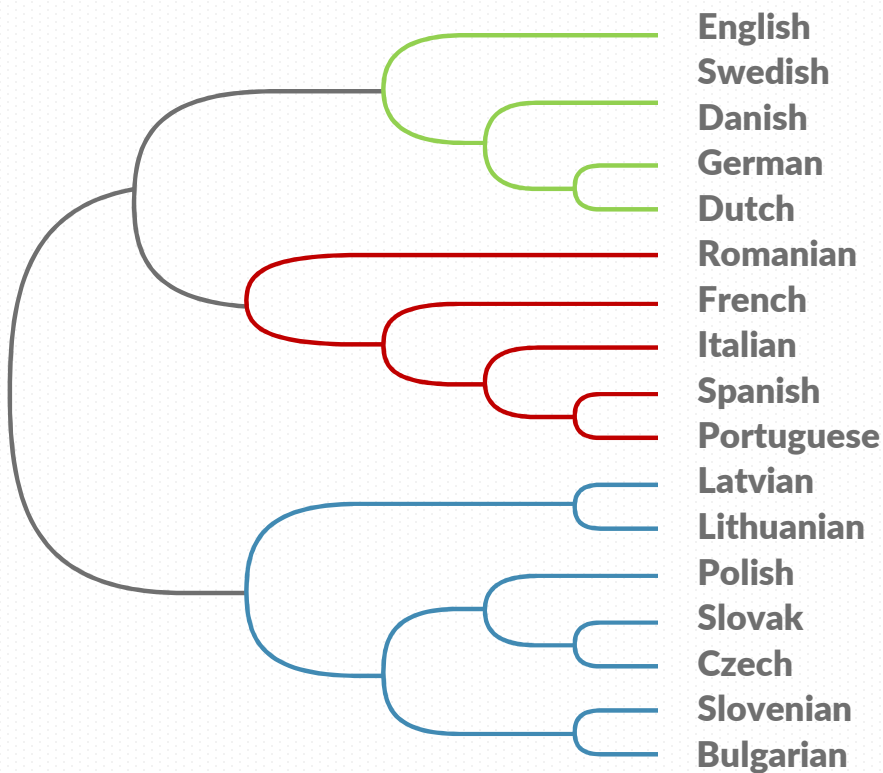 English
Swedish
Danish
German
Dutch
Romanian
French
Italian
Spanish
Portuguese
Latvian
Lithuanian
Polish
Slovak
Czech
Slovenian
Bulgarian